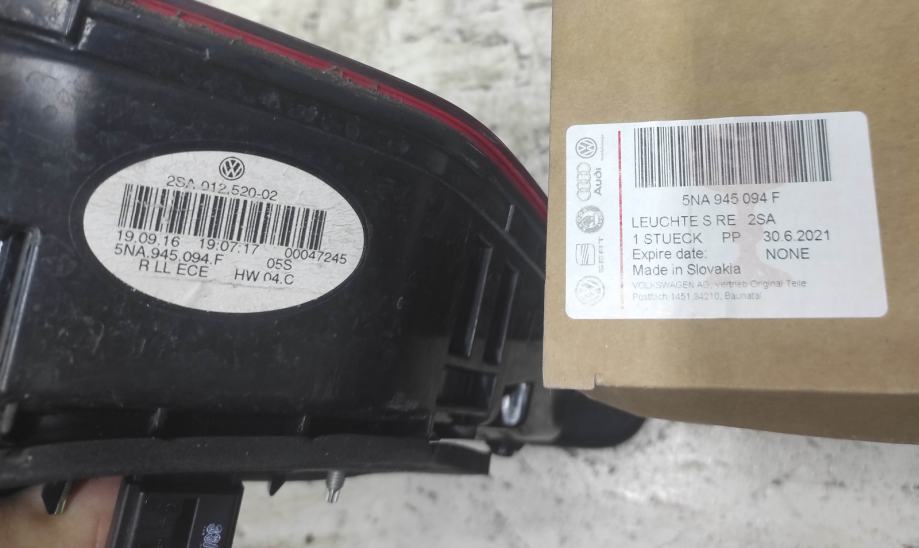 2SA 012.520-02
19.09.16 19:07:17 00047245
5NA.945.094.F 05S
R LL ECE HW 04.C
Audi
SEAT
5NA 945 094 F
LEUCHTE S RE 2SA
1 STUECK PP 30.6.2021
Expire date: NONE
Made in Slovakia
VOLKSWAGEN AG, Vertrieb Original Teile
Postfach 1451,34210, Baunatal